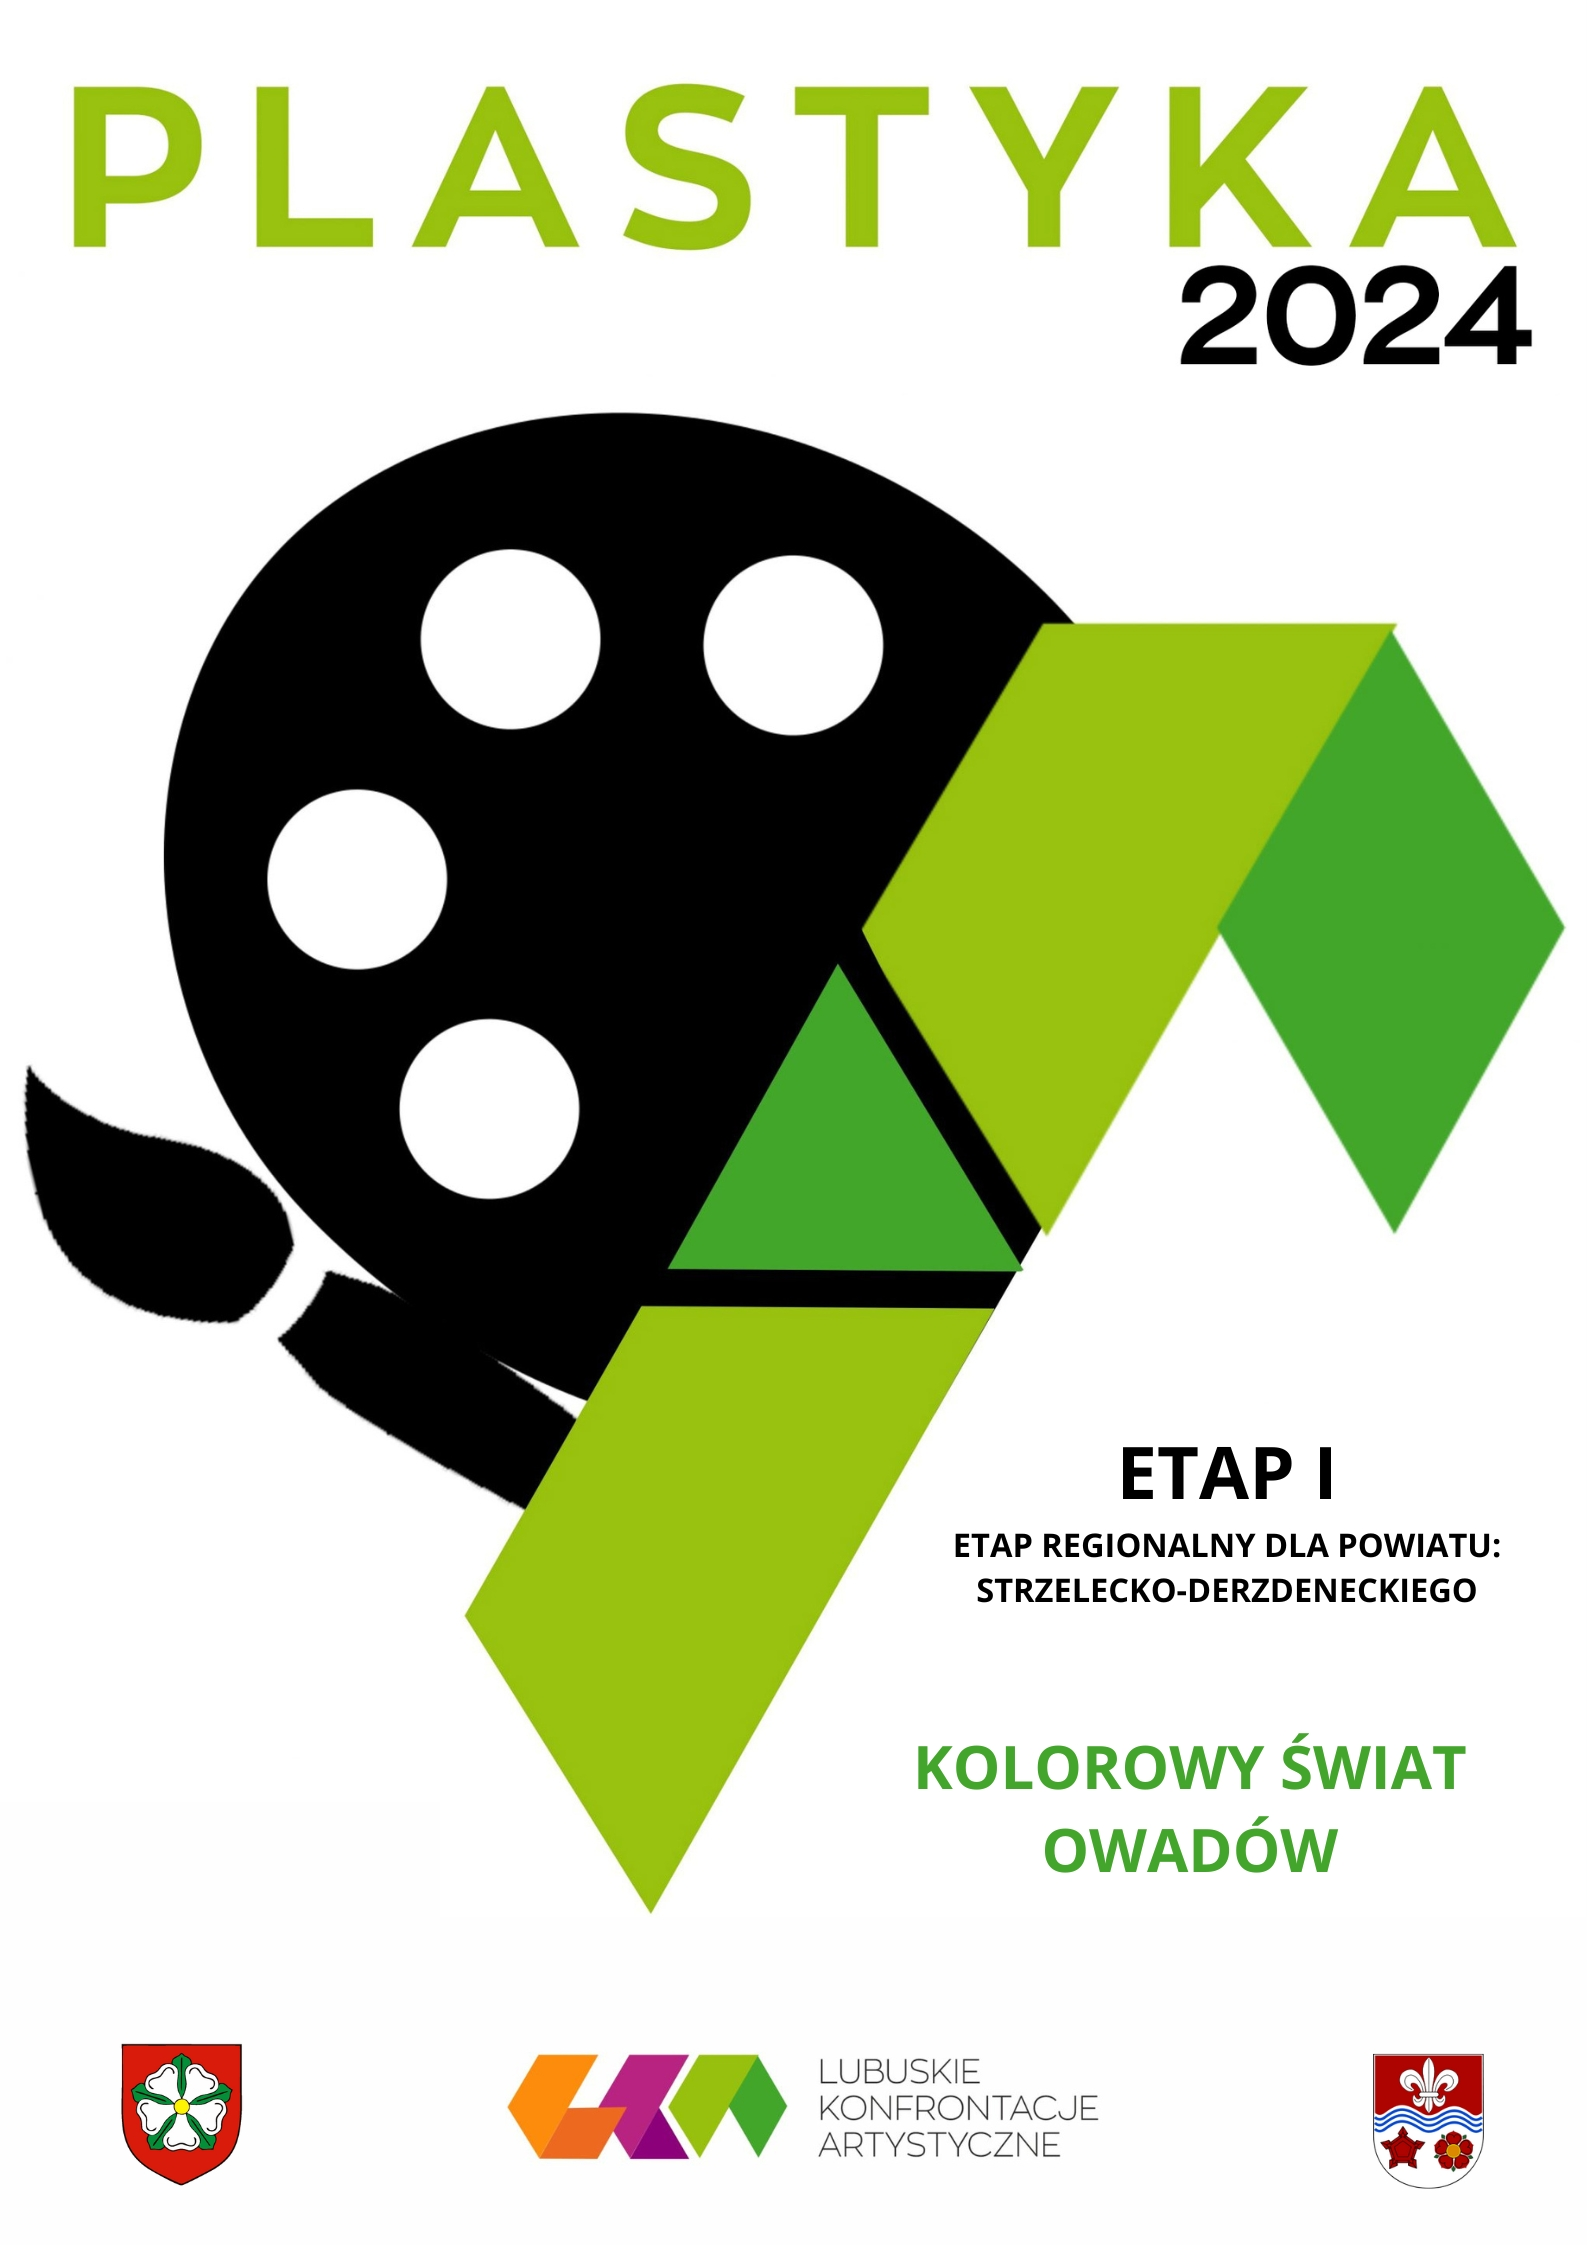 PLASTYKA
2024
ETAP I
ETAP REGIONALNY DLA POWIATU:
STRZELECKO-DERZDENECKIEGO
KOLOROWY ŚWIAT
OWADÓW
LUBUSKIE
KONFRONTACJE
ARTYSTYCZNE